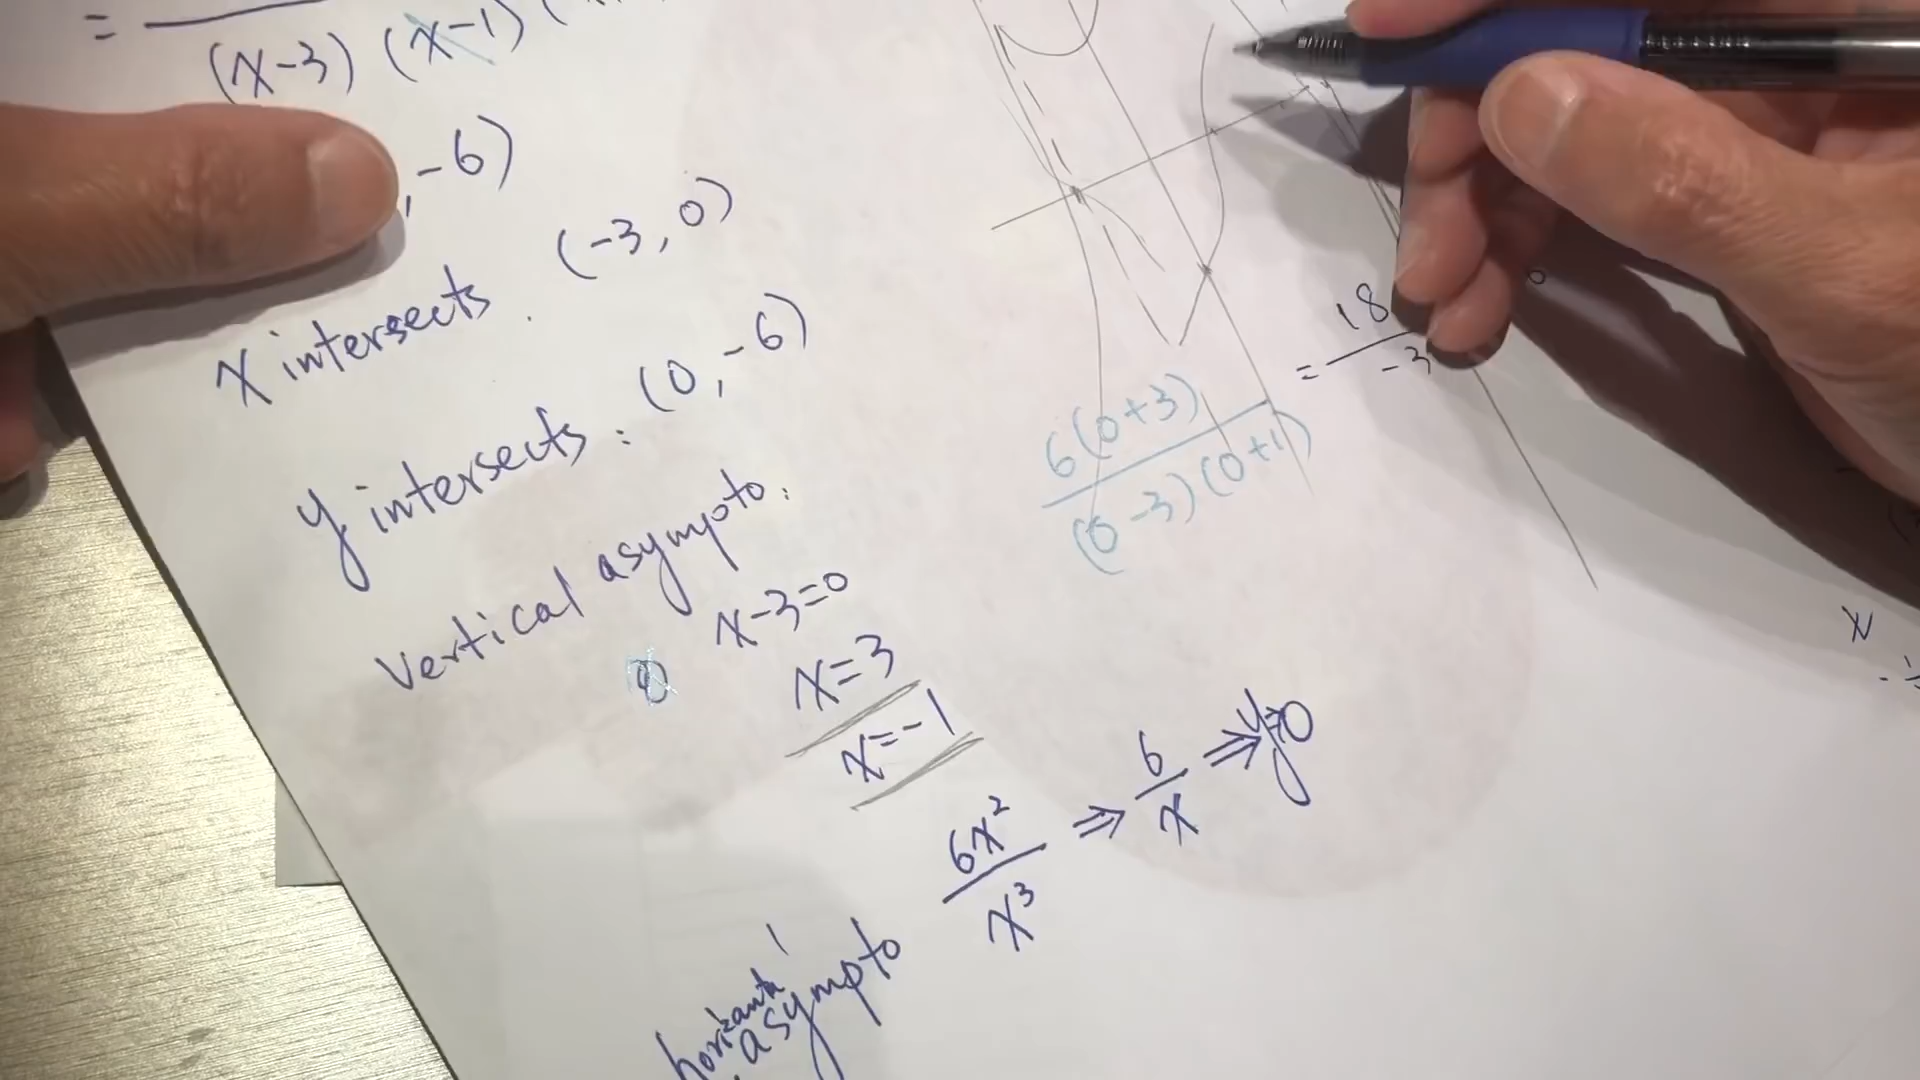 =
(x-3) (x-1)
, -6)
x intersects . (-3, 0)
y intersects : (0, -6)
vertical asympto.
x-3=0
x=3
x=-1
horizantl asympto 6x²/x³ ⇒ 6/x ⇒ y=0
6(0+3)/(0-3)(0+1)
= 18/-3